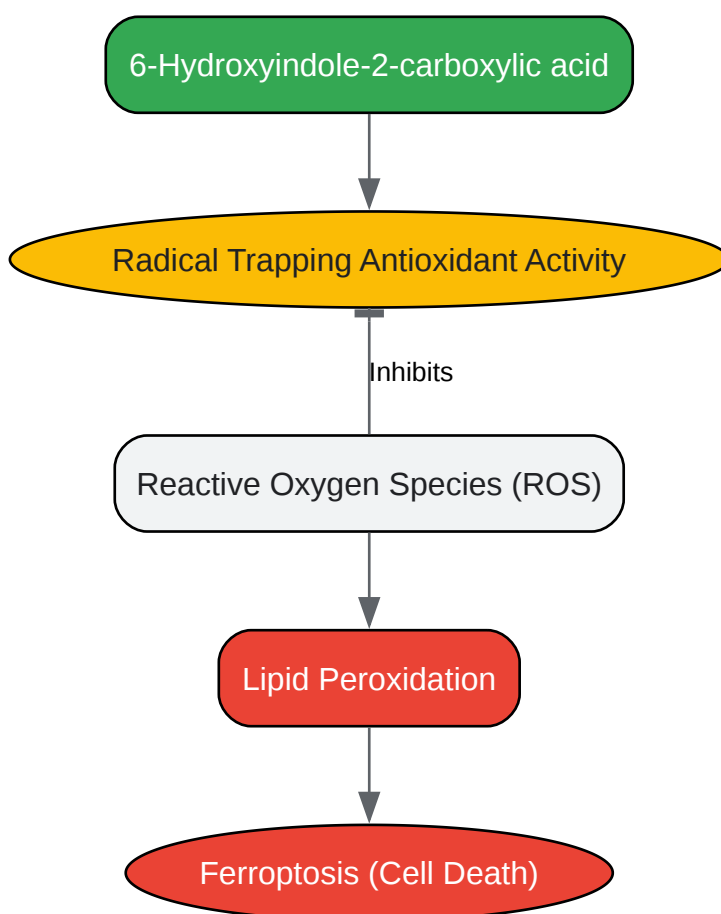 6-Hydroxyindole-2-carboxylic acid
Radical Trapping Antioxidant Activity
Inhibits
Reactive Oxygen Species (ROS)
Lipid Peroxidation
Ferroptosis (Cell Death)